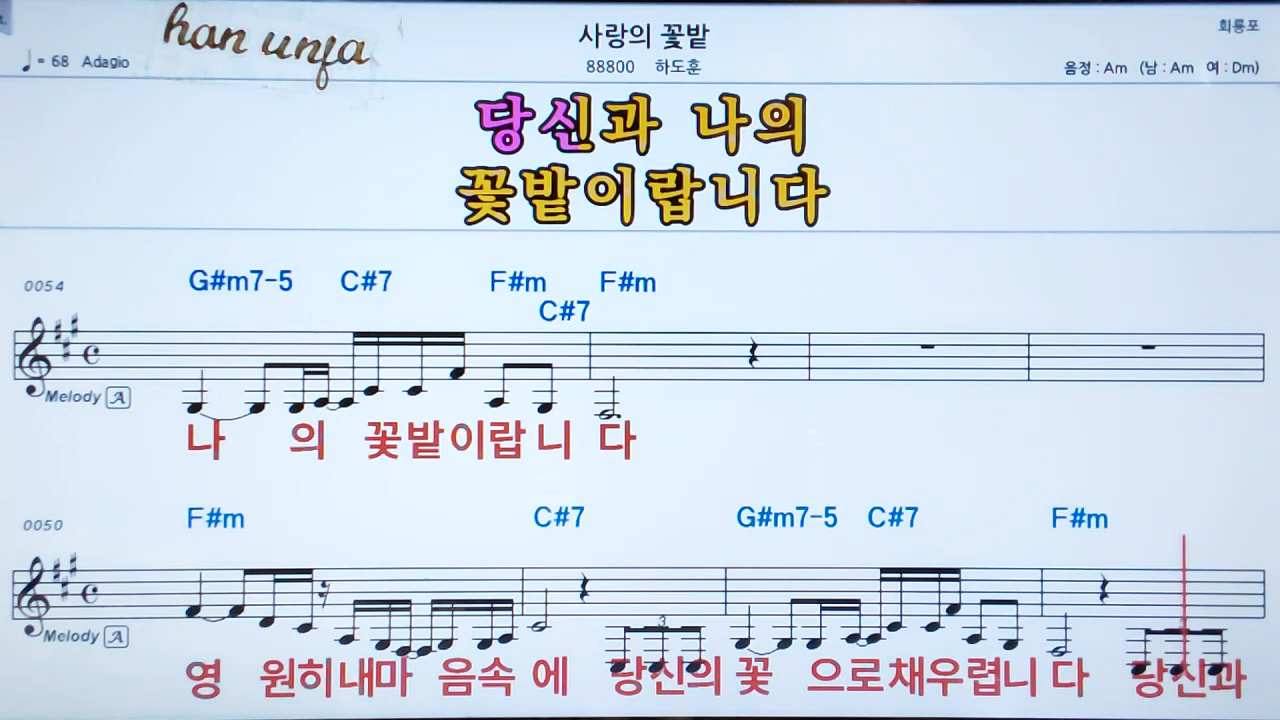 han unfa
사랑의 꽃밭
회룡포
♩= 68 Adagio
88800 하도훈
음정 : Am (남 : Am 여 : Dm)
당신과 나의
꽃밭이랍니다
0054
G#m7-5 C#7 F#m C#7 F#m
Melody A
나 의 꽃밭이랍니 다
0050
F#m C#7 G#m7-5 C#7 F#m
Melody A
3
영 원히내마 음속 에 당신의 꽃 으로채우렵니 다 당신과